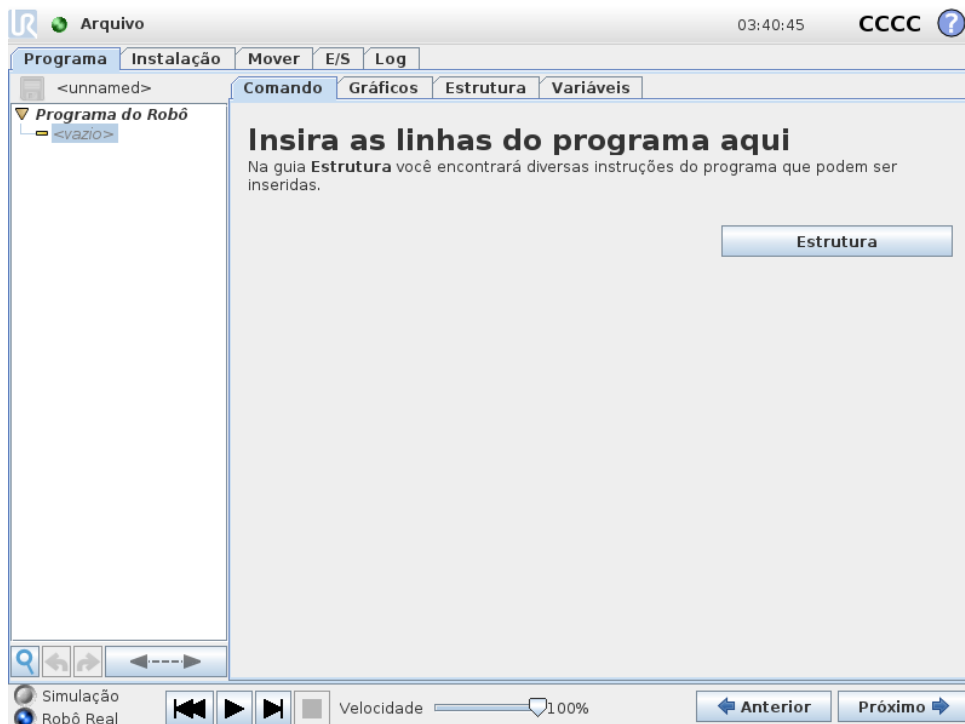 UR Arquivo 03:40:45 CCCC ?
Programa Instalação Mover E/S Log
<unnamed> Comando Gráficos Estrutura Variáveis
Programa do Robô
<vazio>
Insira as linhas do programa aqui
Na guia Estrutura você encontrará diversas instruções do programa que podem ser
inseridas.
Estrutura
Simulação
Robô Real
Velocidade 100% Anterior Próximo